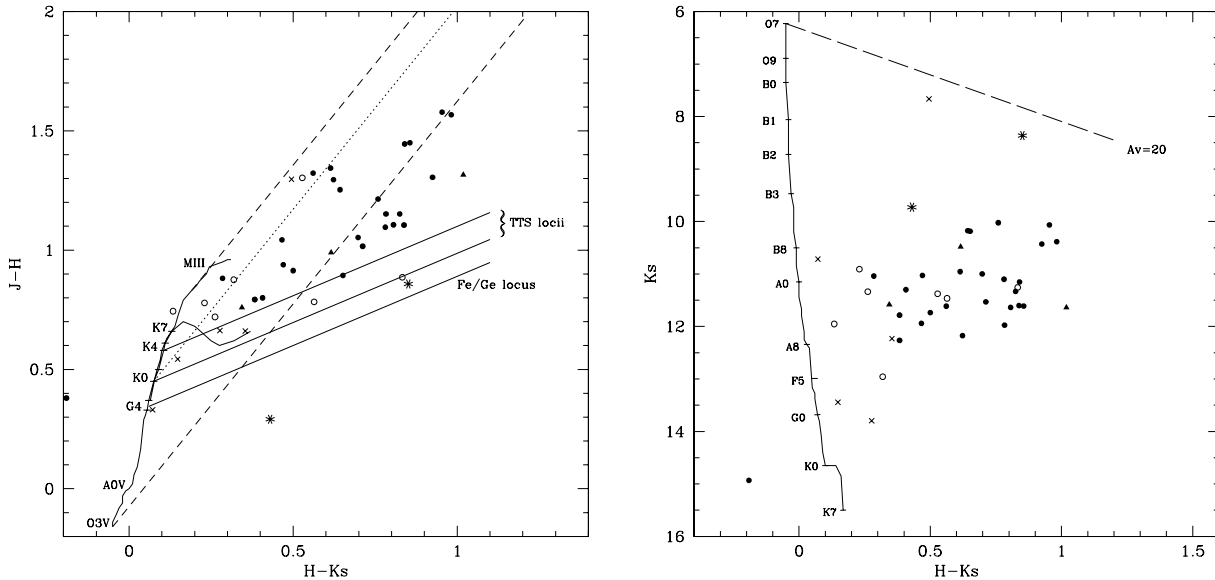 2
1.5
1
0.5
0
0
0.5
1
J-H
H-Ks
MIII
K7
K4
K0
G4
A0V
O3V
TTS locii
Fe/Ge locus
6
8
10
12
14
16
0
0.5
1
1.5
Ks
H-Ks
O7
O9
B0
B1
B2
B3
B8
A0
A8
F5
G0
K0
K7
Av=20